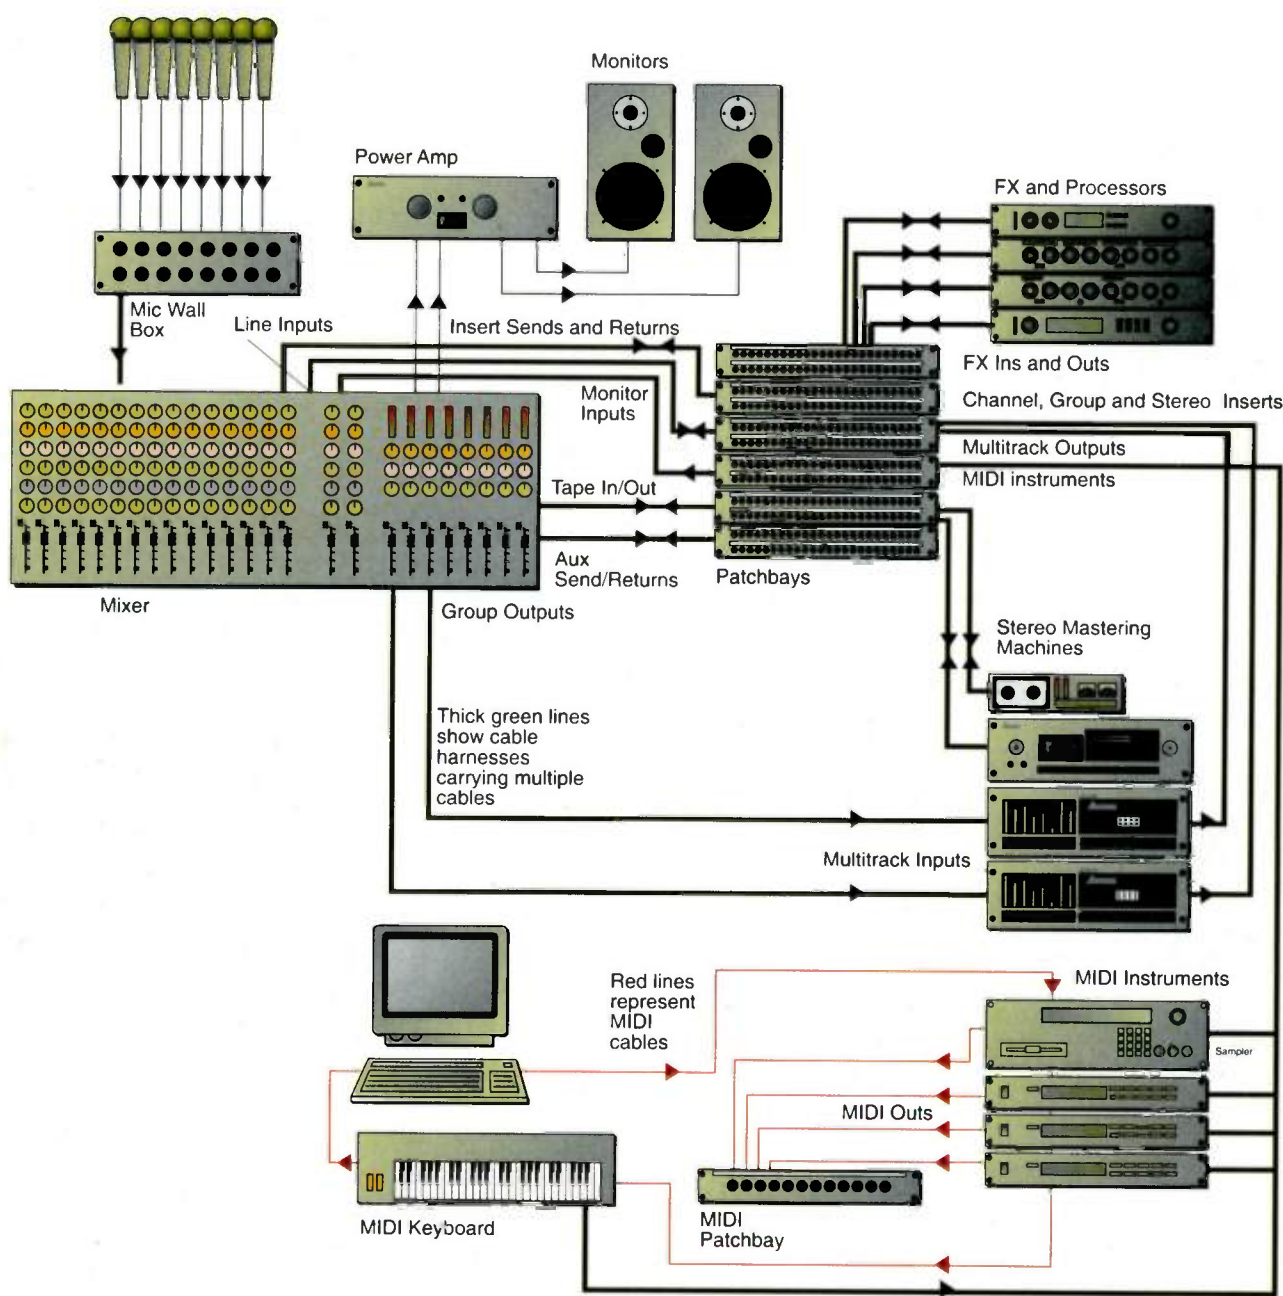 Monitors
Power Amp
FX and Processors
Mic Wall
Box
Line Inputs
Insert Sends and Returns
FX Ins and Outs
Monitor
Inputs
Channel, Group and Stereo Inserts
Multitrack Outputs
MIDI instruments
Tape In/Out
Aux
Send/Returns
Patchbays
Mixer
Group Outputs
Stereo Mastering
Machines
Thick green lines
show cable
harnesses
carrying multiple
cables
Multitrack Inputs
Red lines
represent
MIDI
cables
MIDI Instruments
Sampler
MIDI Outs
MIDI Keyboard
MIDI
Patchbay